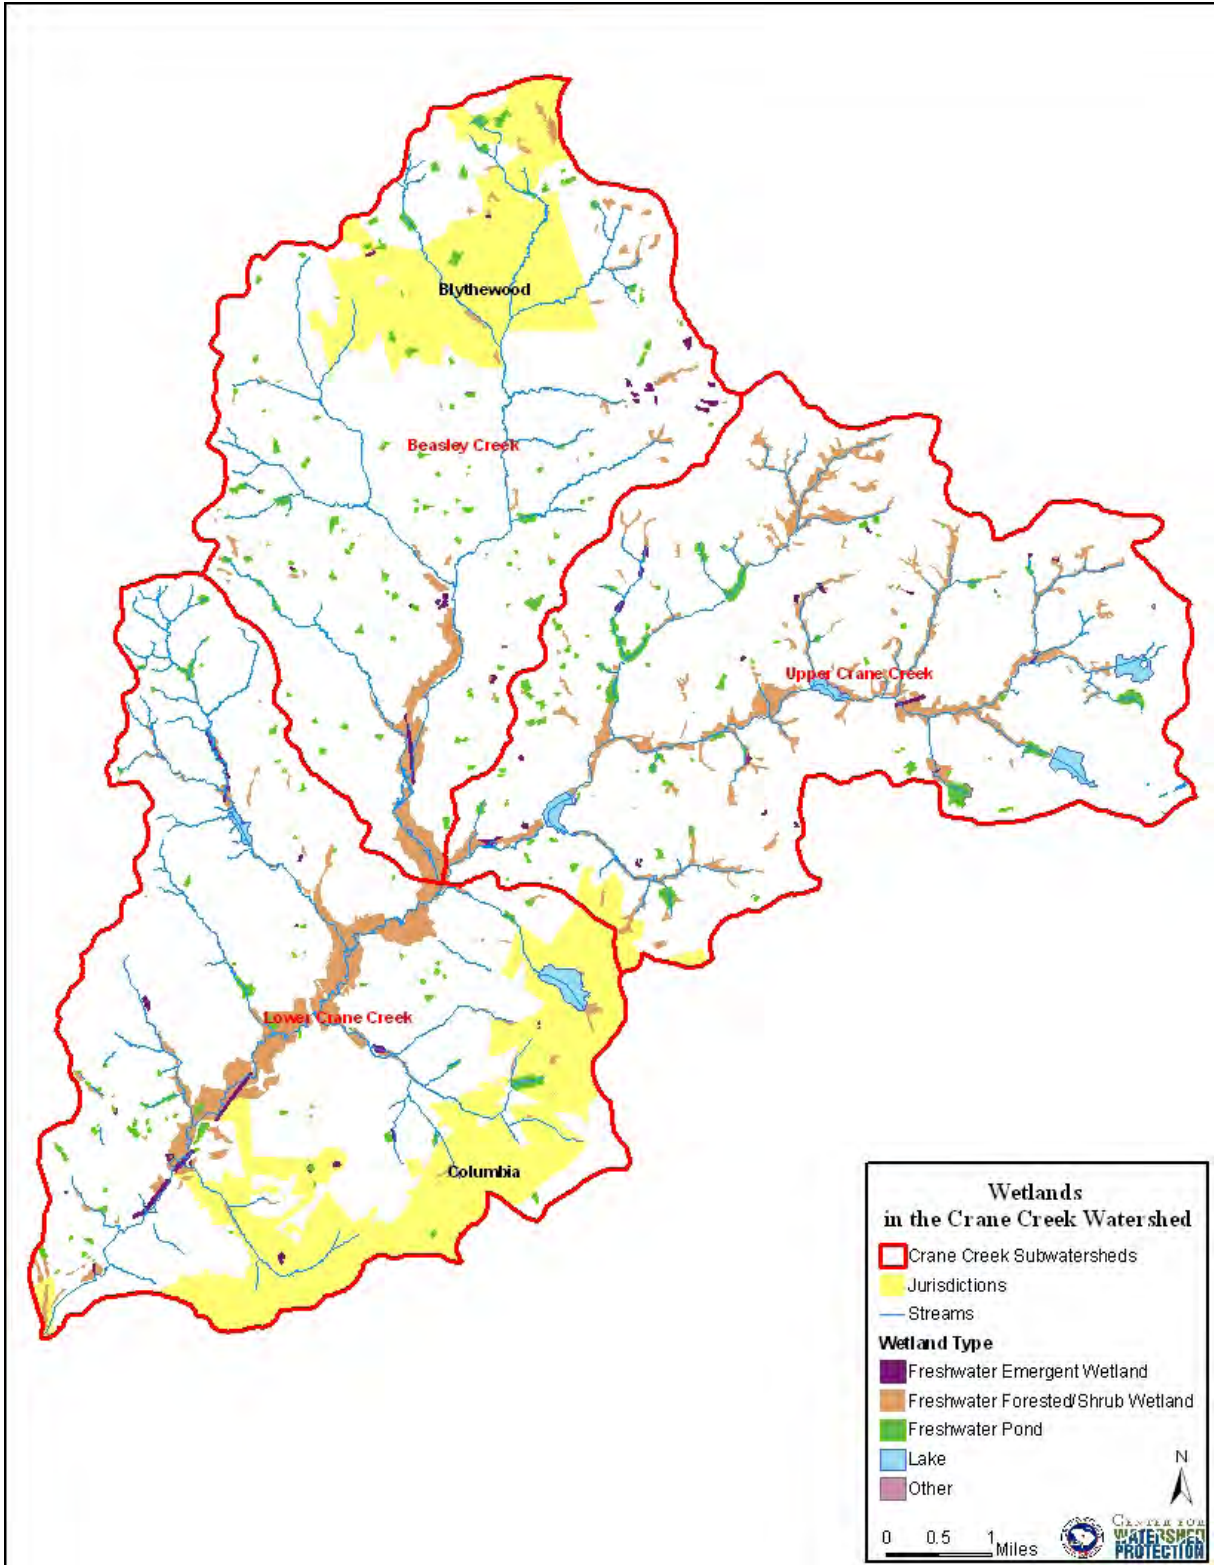 Blythewood
Beasley Creek
Upper Crane Creek
Lower Crane Creek
Columbia
Wetlands
in the Crane Creek Watershed
Crane Creek Subwatersheds
Jurisdictions
Streams
Wetland Type
Freshwater Emergent Wetland
Freshwater Forested/Shrub Wetland
Freshwater Pond
Lake
Other
N
0 0.5 1 Miles
CENTER FOR
WATERSHED
PROTECTION